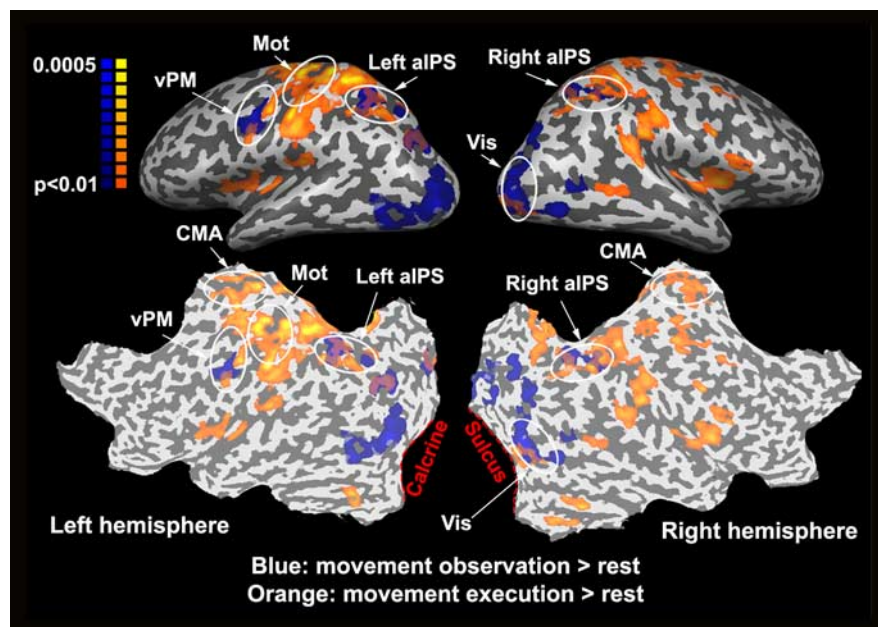 Mot
Left aIPS
Right aIPS
0.0005
vPM
Vis
p<0.01
CMA
Mot
Left aIPS
CMA
Right aIPS
vPM
Calcrine
Sulcus
Vis
Left hemisphere
Right hemisphere
Blue: movement observation > rest
Orange: movement execution > rest